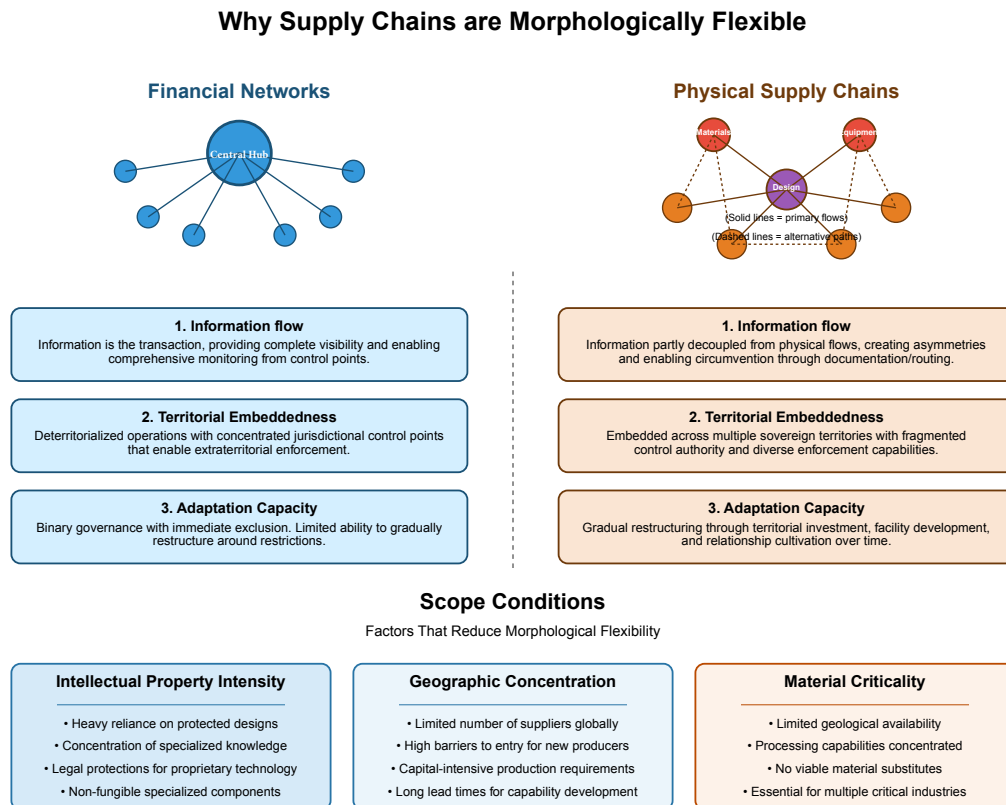 Why Supply Chains are Morphologically Flexible
Financial Networks
Central Hub
Physical Supply Chains
Materials
Equipment
Design
(Solid lines = primary flows)
(Dashed lines = alternative paths)
1. Information flow
Information is the transaction, providing complete visibility and enabling
comprehensive monitoring from control points.
2. Territorial Embeddedness
Deterritorialized operations with concentrated jurisdictional control points
that enable extraterritorial enforcement.
3. Adaptation Capacity
Binary governance with immediate exclusion. Limited ability to gradually
restructure around restrictions.
1. Information flow
Information partly decoupled from physical flows, creating asymmetries
and enabling circumvention through documentation/routing.
2. Territorial Embeddedness
Embedded across multiple sovereign territories with fragmented
control authority and diverse enforcement capabilities.
3. Adaptation Capacity
Gradual restructuring through territorial investment, facility development,
and relationship cultivation over time.
Scope Conditions
Factors That Reduce Morphological Flexibility
Intellectual Property Intensity
• Heavy reliance on protected designs
• Concentration of specialized knowledge
• Legal protections for proprietary technology
• Non-fungible specialized components
Geographic Concentration
• Limited number of suppliers globally
• High barriers to entry for new producers
• Capital-intensive production requirements
• Long lead times for capability development
Material Criticality
• Limited geological availability
• Processing capabilities concentrated
• No viable material substitutes
• Essential for multiple critical industries